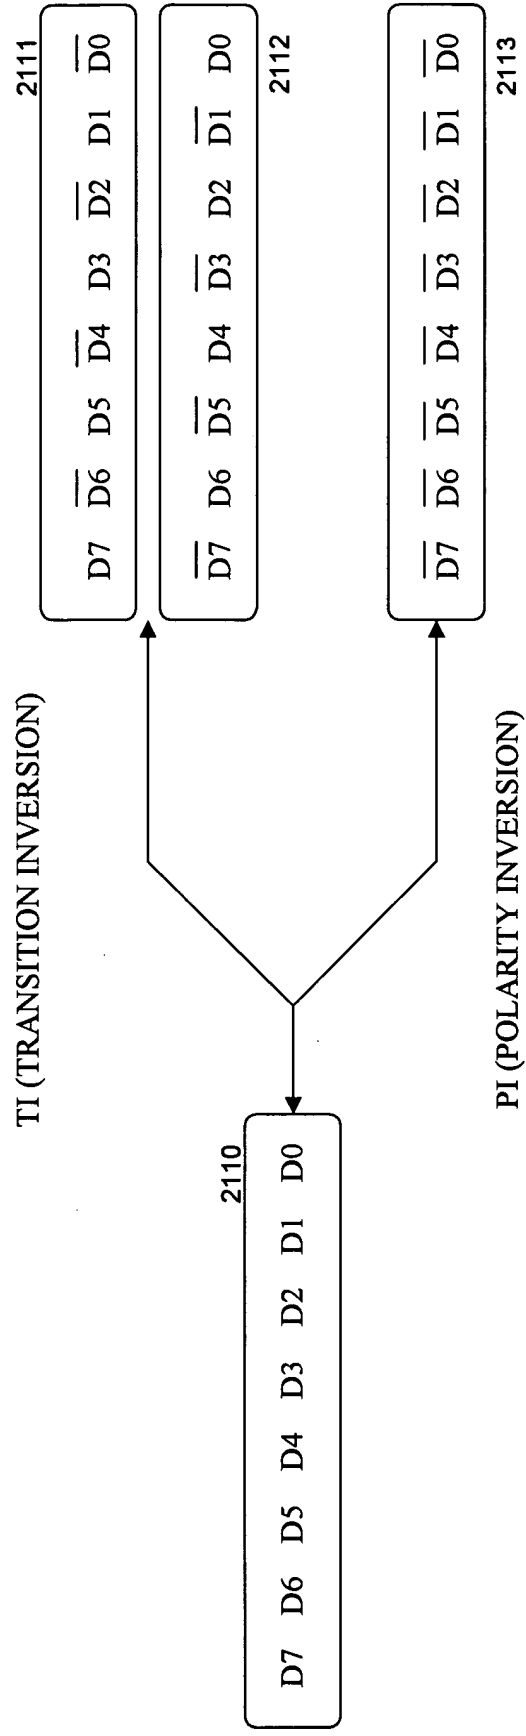 TI (TRANSITION INVERSION)
2111
D7 D̅6̅ D5 D̅4̅ D3 D̅2̅ D1 D̅0̅
D̅7̅ D6 D̅5̅ D4 D̅3̅ D2 D̅1̅ D0
2112
2110
D7 D6 D5 D4 D3 D2 D1 D0
D̅7̅ D̅6̅ D̅5̅ D̅4̅ D̅3̅ D̅2̅ D̅1̅ D̅0̅
2113
PI (POLARITY INVERSION)